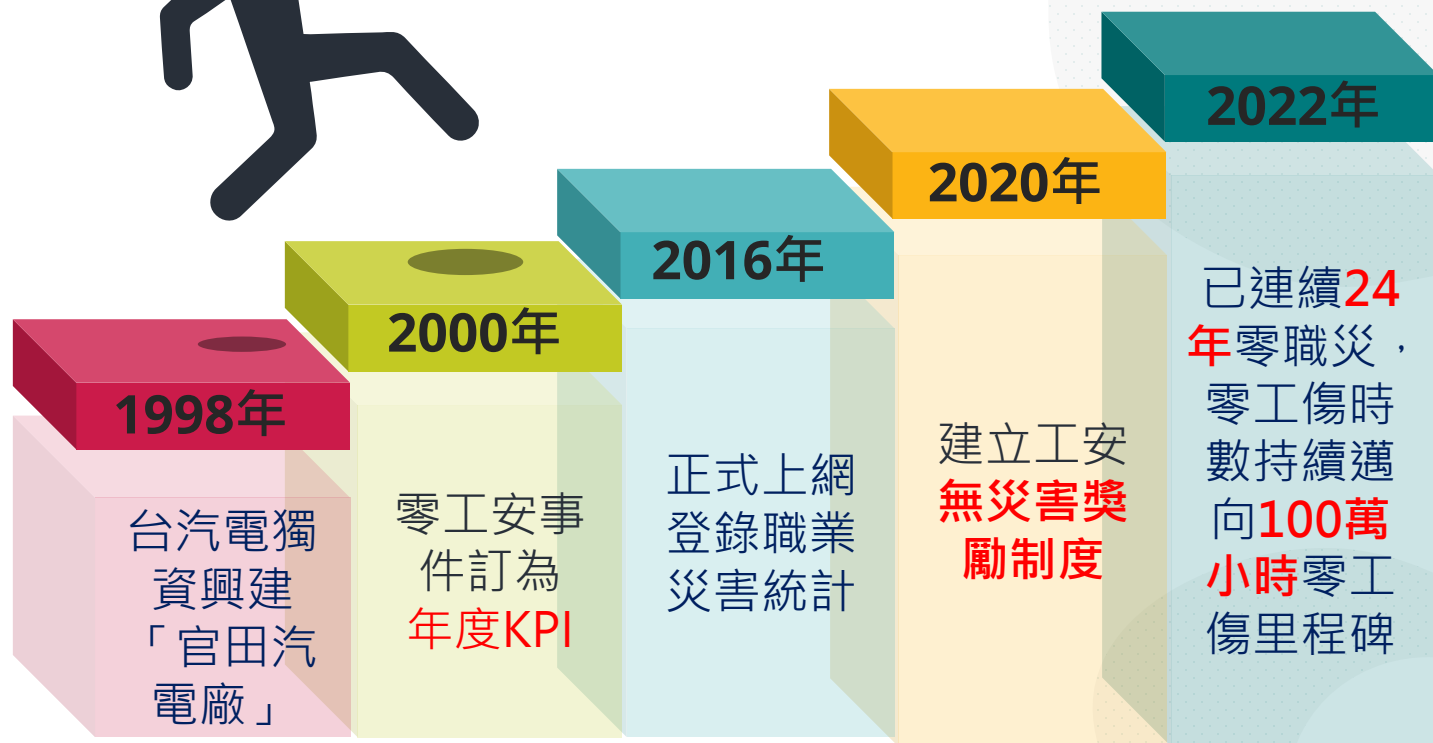 1998年
台汽電獨
資興建
「官田汽
電廠」
2000年
零工安事
件訂為
年度KPI
2016年
正式上網
登錄職業
災害統計
2020年
建立工安
無災害獎
勵制度
2022年
已連續24
年零職災，
零工傷時
數持續邁
向100萬
小時零工
傷里程碑